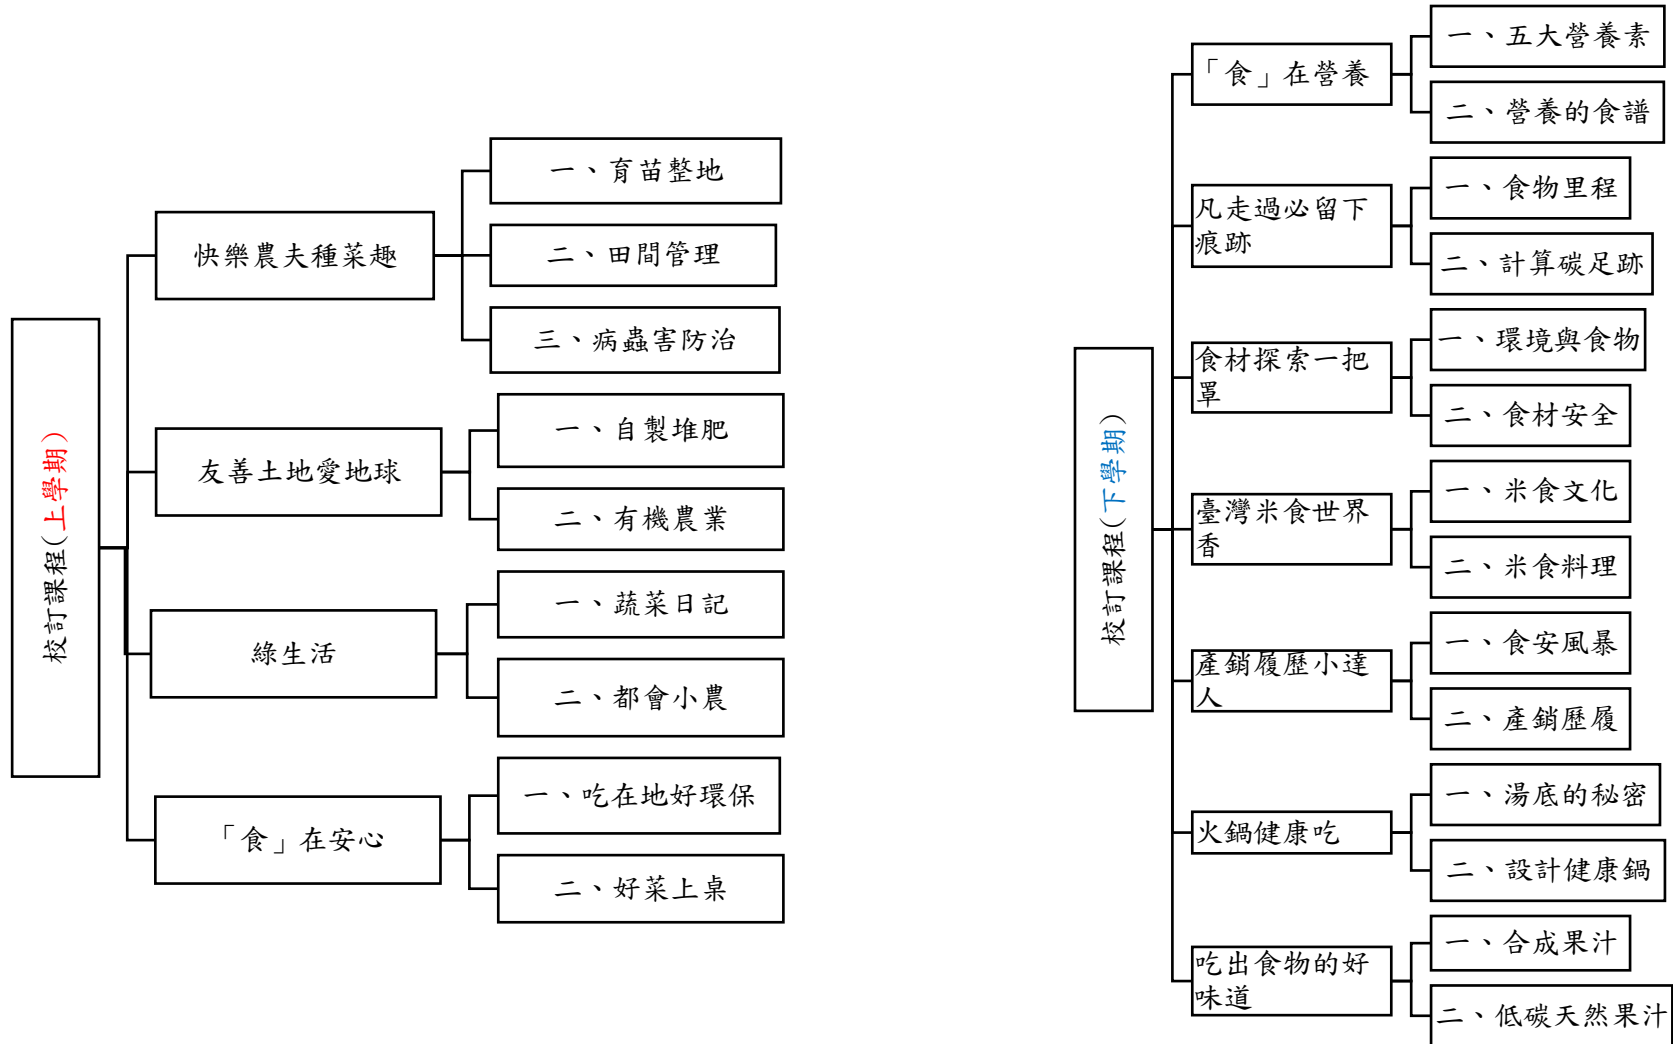 校訂課程(上學期)
快樂農夫種菜趣
一、育苗整地
二、田間管理
三、病蟲害防治
友善土地愛地球
一、自製堆肥
二、有機農業
綠生活
一、蔬菜日記
二、都會小農
「食」在安心
一、吃在地好環保
二、好菜上桌
校訂課程(下學期)
「食」在營養
一、五大營養素
二、營養的食譜
凡走過必留下
痕跡
一、食物里程
二、計算碳足跡
食材探索一把
罩
一、環境與食物
二、食材安全
臺灣米食世界
香
一、米食文化
二、米食料理
產銷履歷小達
人
一、食安風暴
二、產銷歷履
火鍋健康吃
一、湯底的秘密
二、設計健康鍋
吃出食物的好
味道
一、合成果汁
二、低碳天然果汁